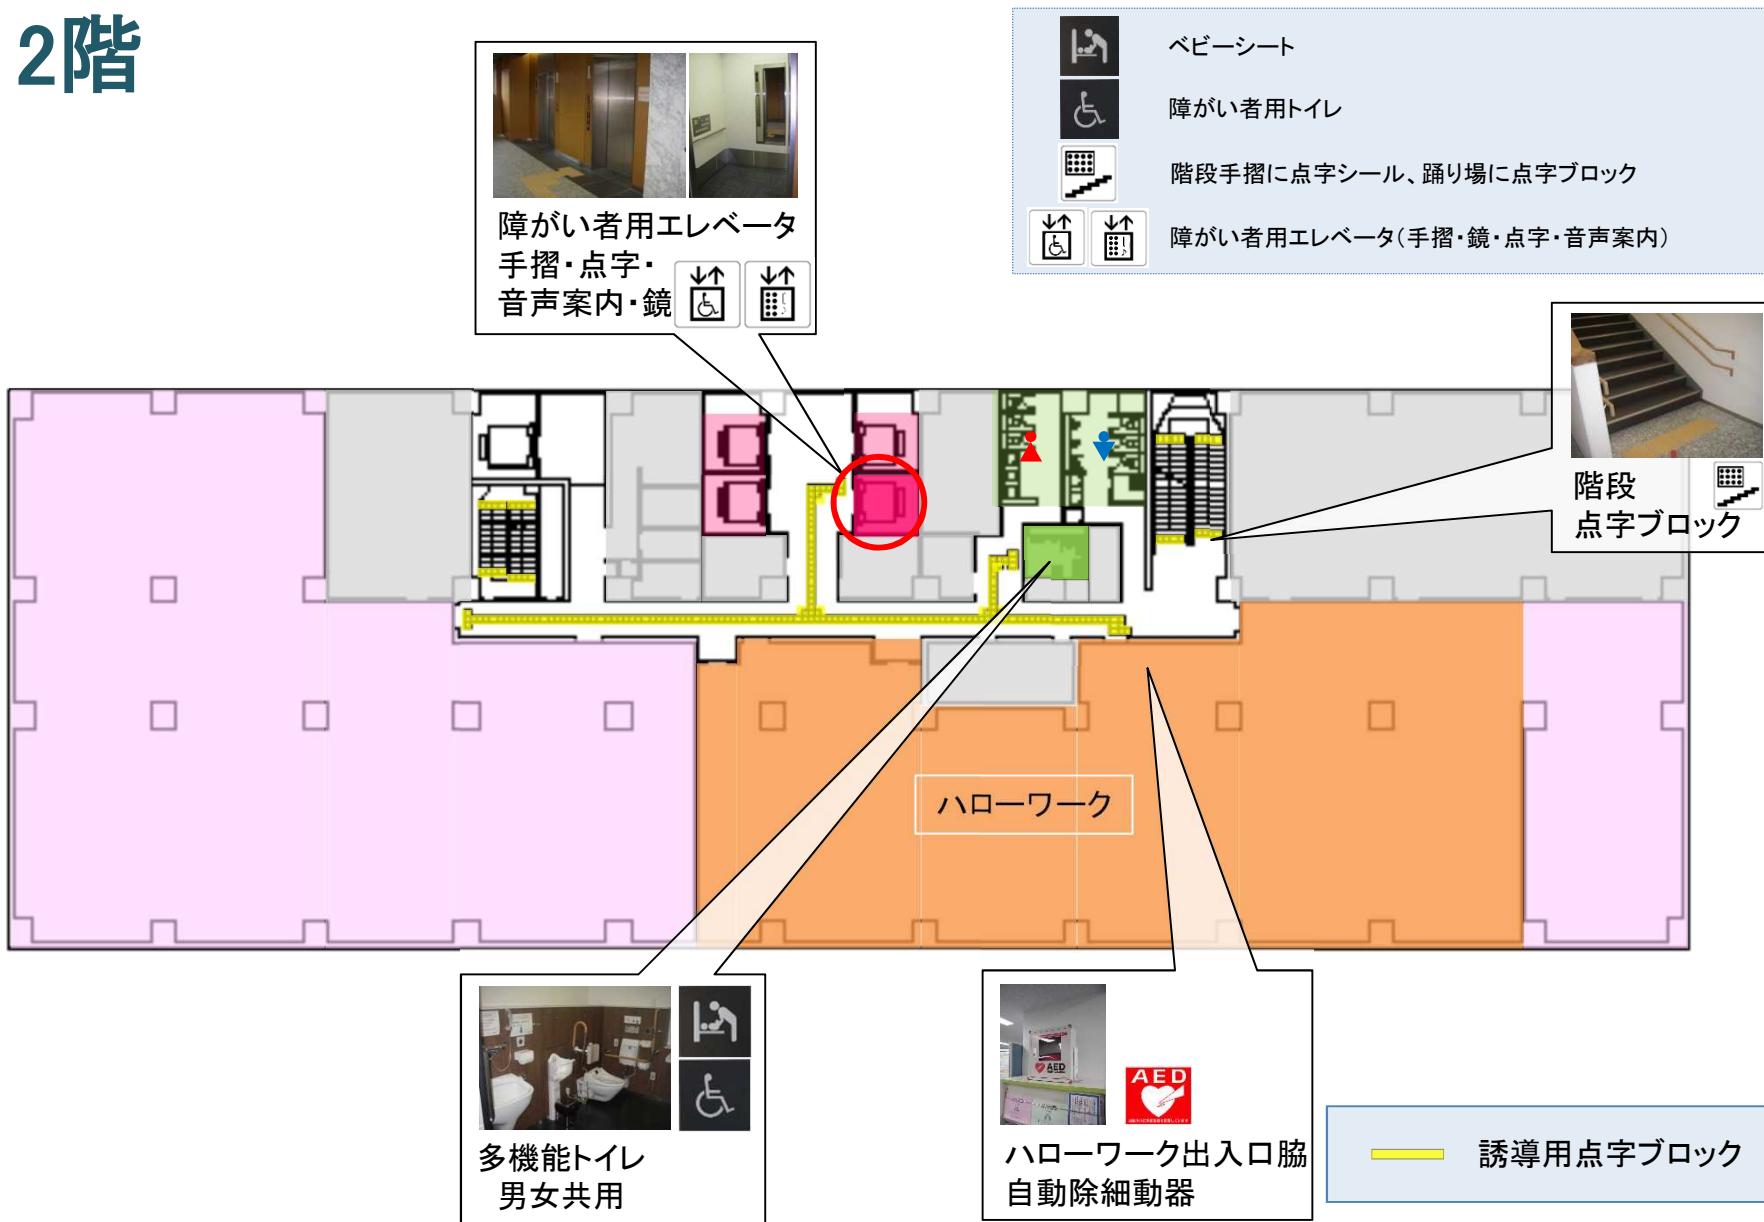 2階
ベビーシート
障がい者用トイレ
階段手摺に点字シール、踊り場に点字ブロック
障がい者用エレベータ(手摺・鏡・点字・音声案内)
障がい者用エレベータ
手摺・点字・
音声案内・鏡
階段
点字ブロック
ハローワーク
多機能トイレ
男女共用
AED
AED
ハローワーク出入口脇
自動除細動器
誘導用点字ブロック